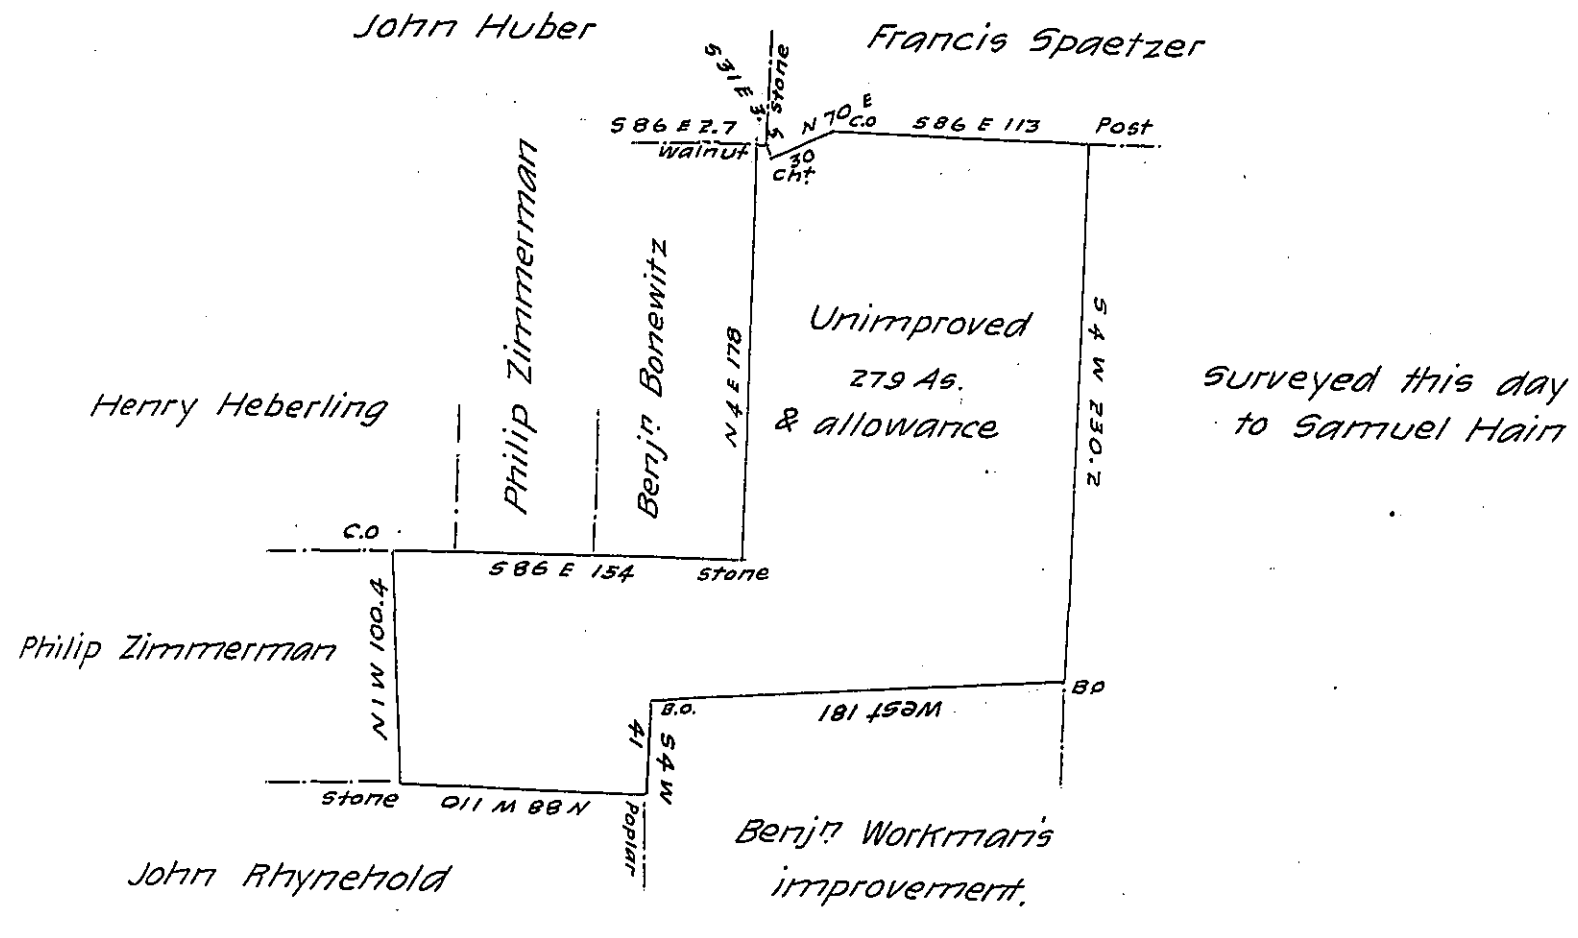 John Huber
Francis Spaetzer
S 31 E 3.5
stone
S 86 E 2.7
walnut
N 70 E
30
C.O
Cht.
S 86 E 113
Post
Philip Zimmerman
Benjn. Bonewitz
N 4 E 178
Unimproved
279 As.
& allowance
S 4 W 230.2
surveyed this day
to Samuel Hain
Henry Heberling
C.O
S 86 E 154
stone
Philip Zimmerman
N 1 W 100.4
B.O.
West 181
BO
41
S 4 W
stone
N 88 W 110
Poplar
John Rhynehold
Benjn. Workman's
improvement.